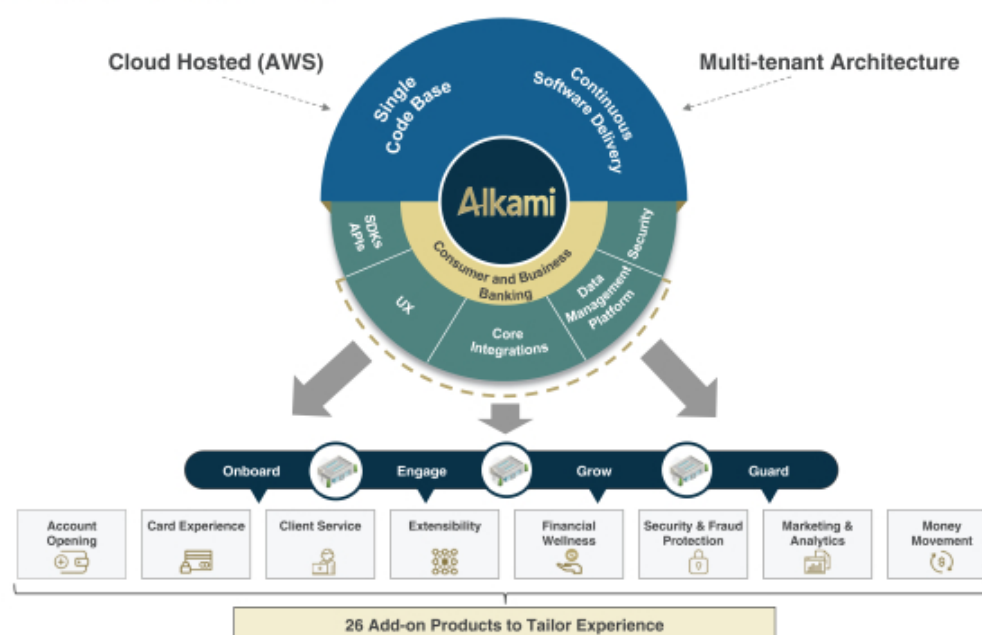 Cloud Hosted (AWS)
Multi-tenant Architecture
Single
Code Base
Continuous
Software Delivery
Alkami
Consumer and Business
Banking
SDKs
APIs
UX
Core
Integrations
Data
Management
Platform
Security
Onboard
Engage
Grow
Guard
Account
Opening
Card Experience
Client Service
Extensibility
Financial
Wellness
Security & Fraud
Protection
Marketing &
Analytics
Money
Movement
26 Add-on Products to Tailor Experience